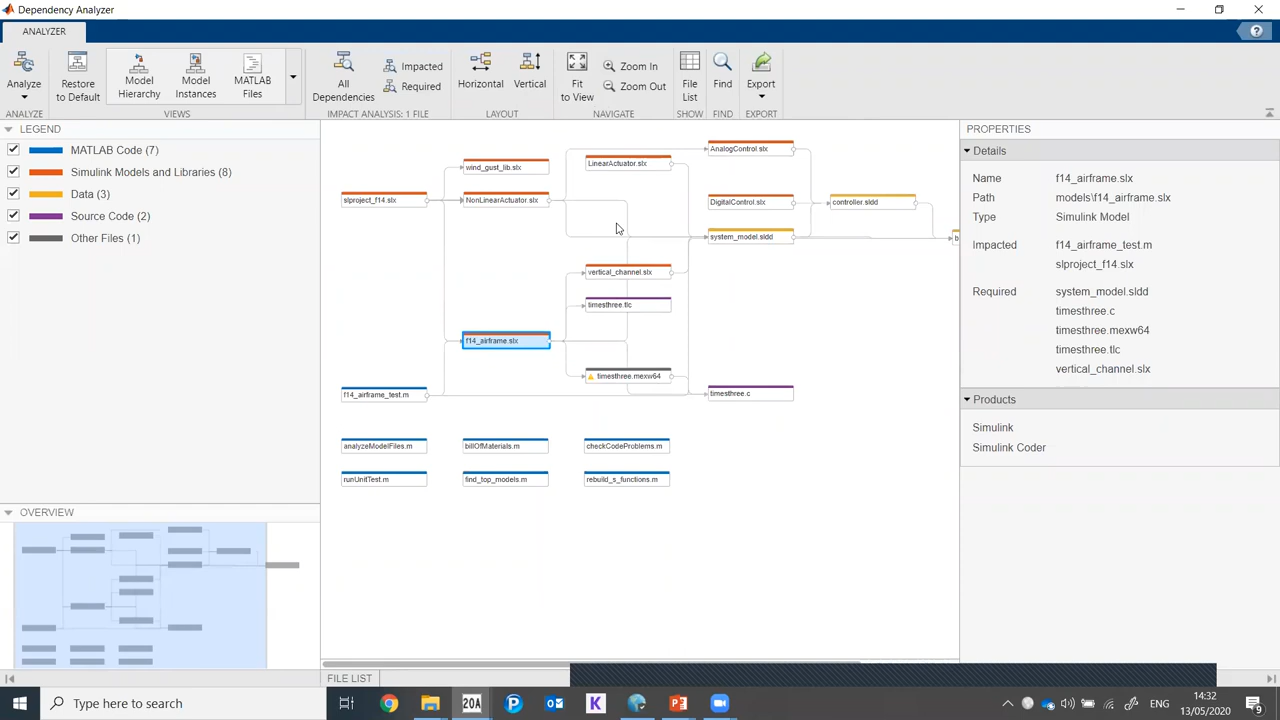 Dependency Analyzer
ANALYZER
Analyze
Restore to Default
Model Hierarchy
Model Instances
MATLAB Files
All Dependencies
Impacted
Required
Horizontal
Vertical
Fit to View
Zoom In
Zoom Out
File List
Find
Export
ANALYZE
VIEWS
IMPACT ANALYSIS: 1 FILE
LAYOUT
NAVIGATE
SHOW
FIND
EXPORT
LEGEND
MATLAB Code (7)
Simulink Models and Libraries (8)
Data (3)
Source Code (2)
Other Files (1)
OVERVIEW
AnalogControl.slx
LinearActuator.slx
wind_gust_lib.slx
slproject_f14.slx
NonLinearActuator.slx
DigitalControl.slx
controller.sldd
system_model.sldd
b
vertical_channel.slx
timesthree.tlc
f14_airframe.slx
timesthree.mexw64
f14_airframe_test.m
timesthree.c
analyzeModelFiles.m
billOfMaterials.m
checkCodeProblems.m
runUnitTest.m
find_top_models.m
rebuild_s_functions.m
FILE LIST
PROPERTIES
Details
Name f14_airframe.slx
Path models\f14_airframe.slx
Type Simulink Model
Impacted f14_airframe_test.m
slproject_f14.slx
Required system_model.sldd
timesthree.c
timesthree.mexw64
timesthree.tlc
vertical_channel.slx
Products
Simulink
Simulink Coder
Type here to search
20A
ENG
14:32
13/05/2020